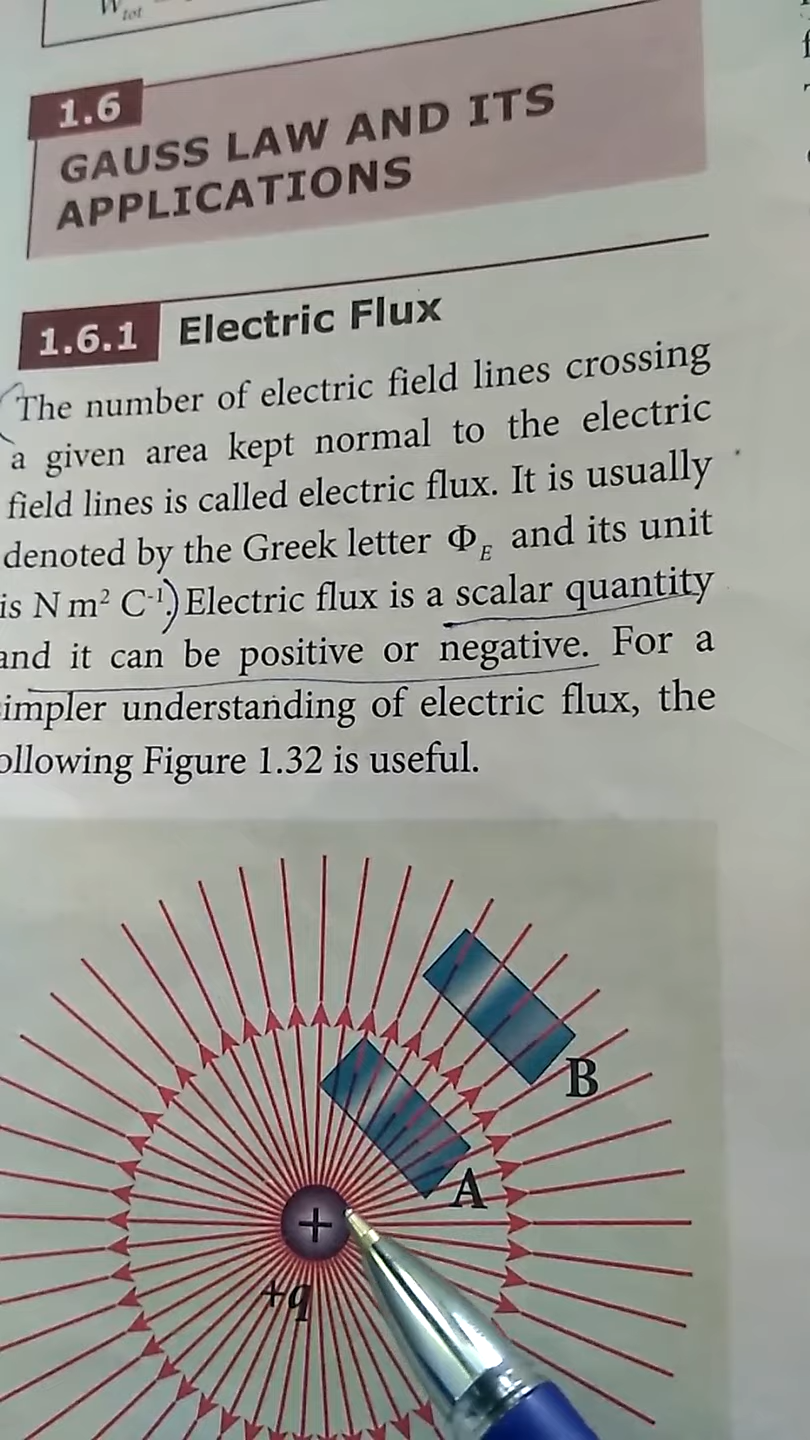 W tot
1.6
GAUSS LAW AND ITS
APPLICATIONS
1.6.1 Electric Flux
The number of electric field lines crossing
a given area kept normal to the electric
field lines is called electric flux. It is usually
denoted by the Greek letter Φ_E and its unit
is N m² C⁻¹) Electric flux is a scalar quantity
and it can be positive or negative. For a
impler understanding of electric flux, the
ollowing Figure 1.32 is useful.
B
A
+
+q